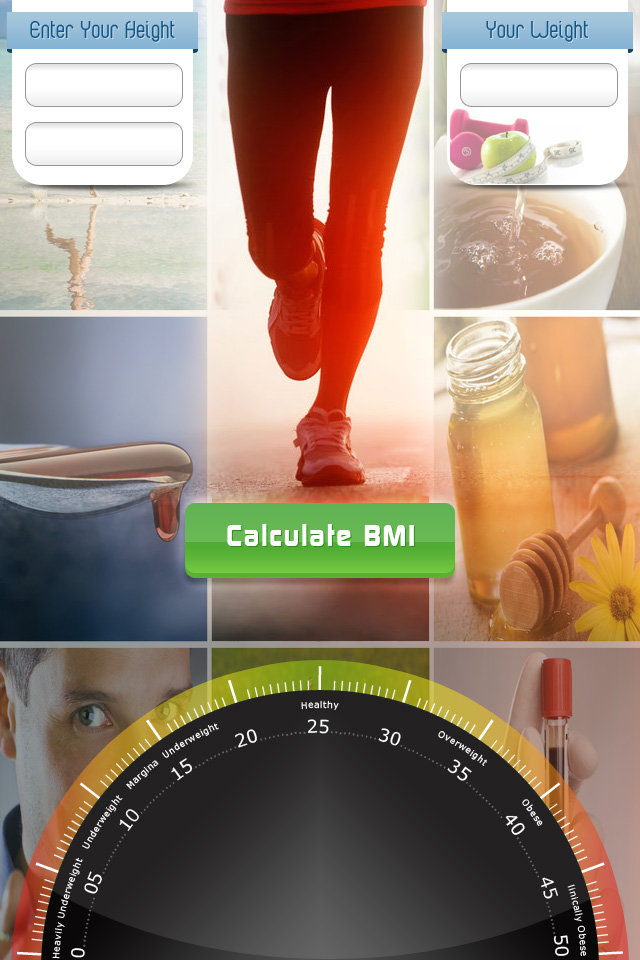 Enter Your Height
Your Weight
Calculate BMI
Heavily Underweight
Underweight
Margina Underweight
Healthy
Overweight
Obese
linically Obese
0
05
10
15
20
25
30
35
40
45
50